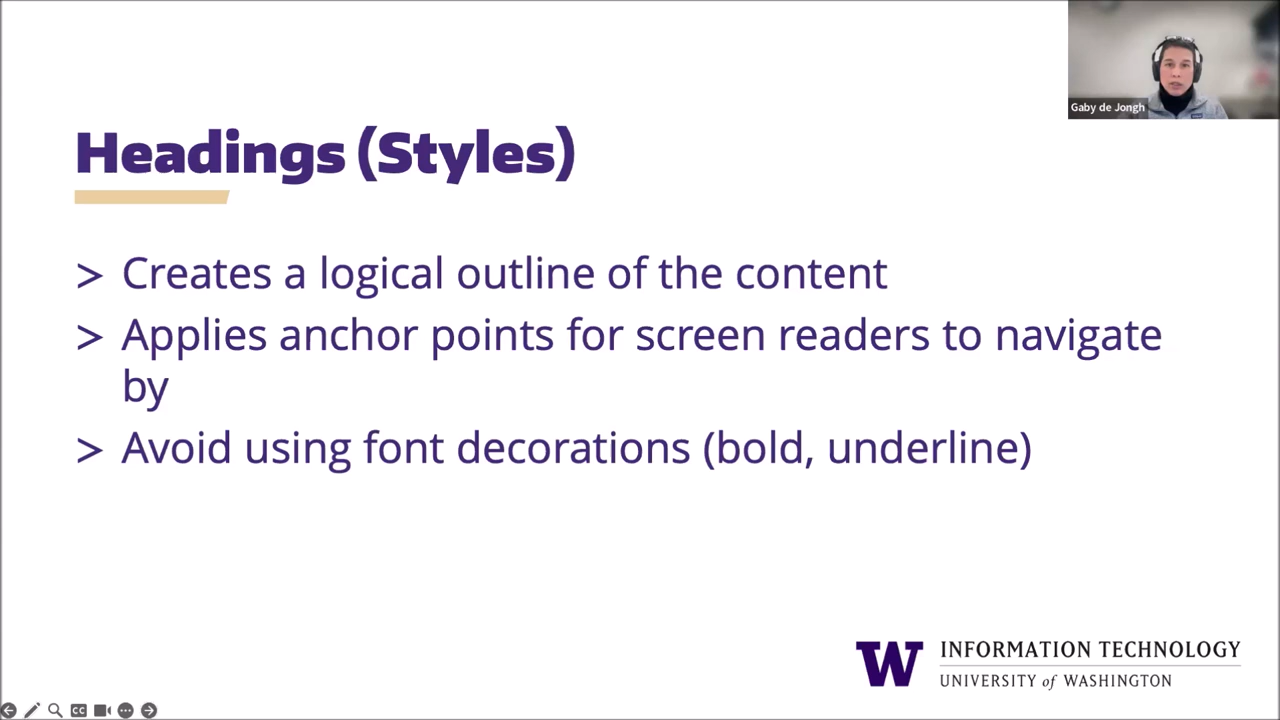 Gaby de Jongh
Headings (Styles)
> Creates a logical outline of the content
> Applies anchor points for screen readers to navigate
by
> Avoid using font decorations (bold, underline)
W INFORMATION TECHNOLOGY
UNIVERSITY of WASHINGTON
CC